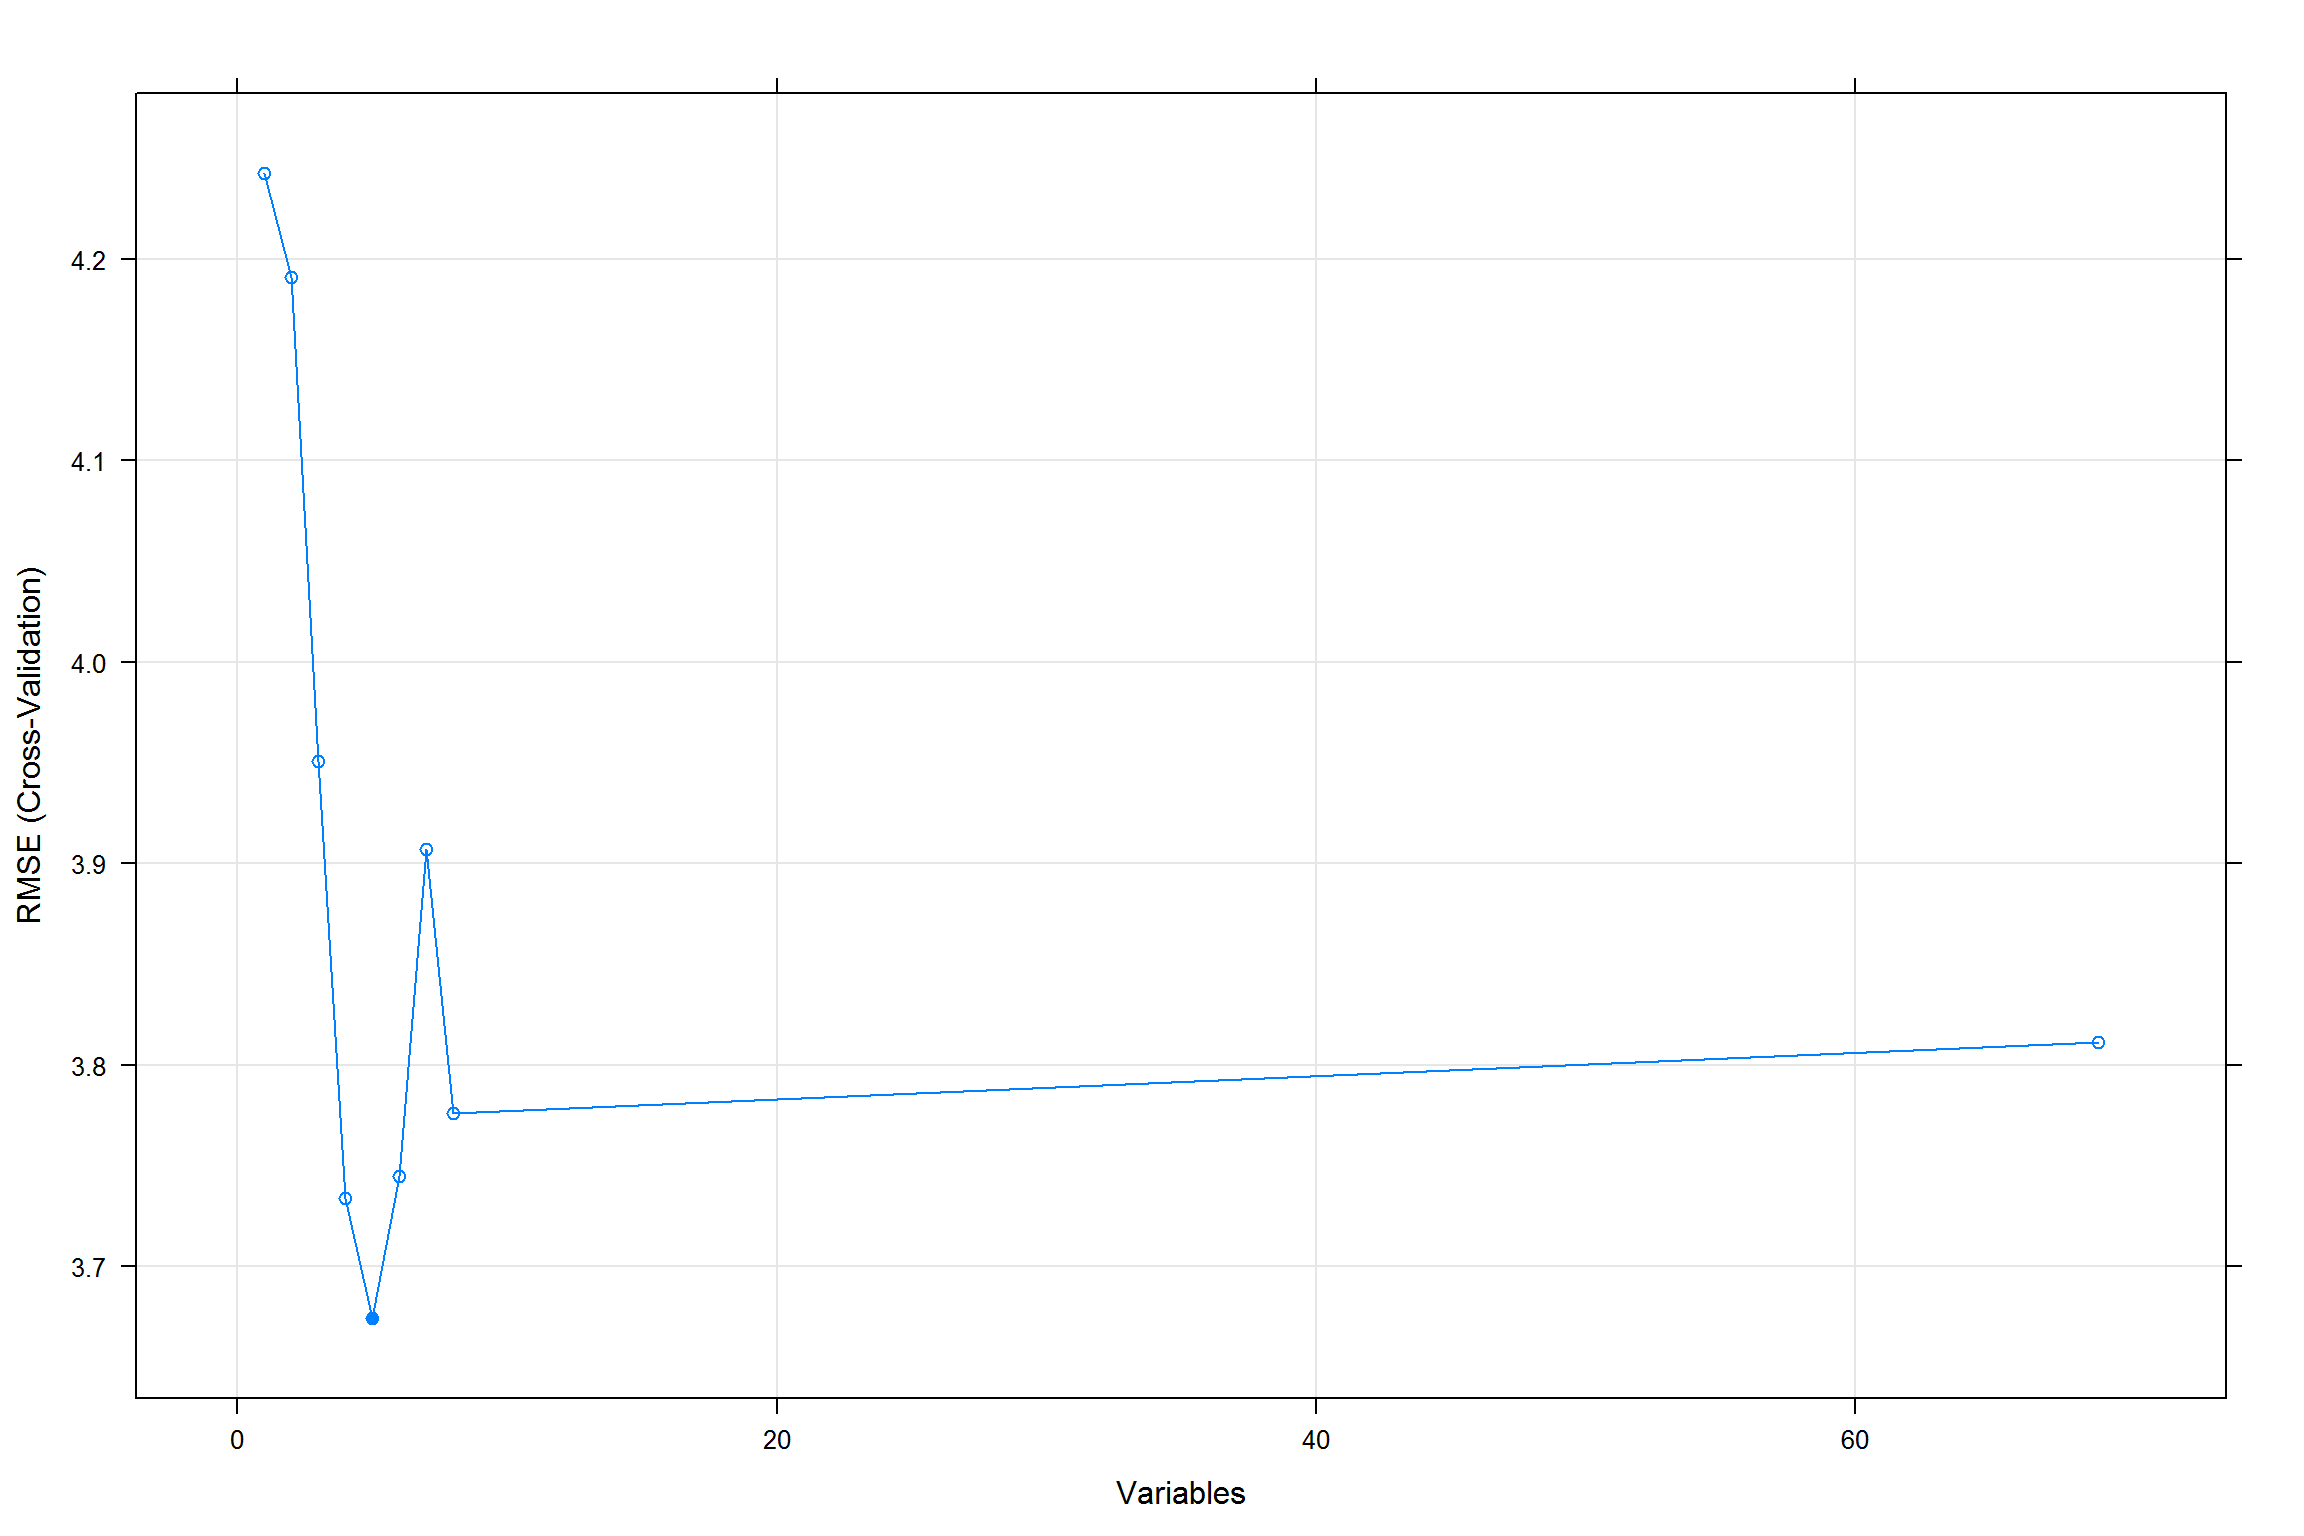 4.2
4.1
4.0
3.9
3.8
3.7
RMSE (Cross-Validation)
0 20 40 60
Variables